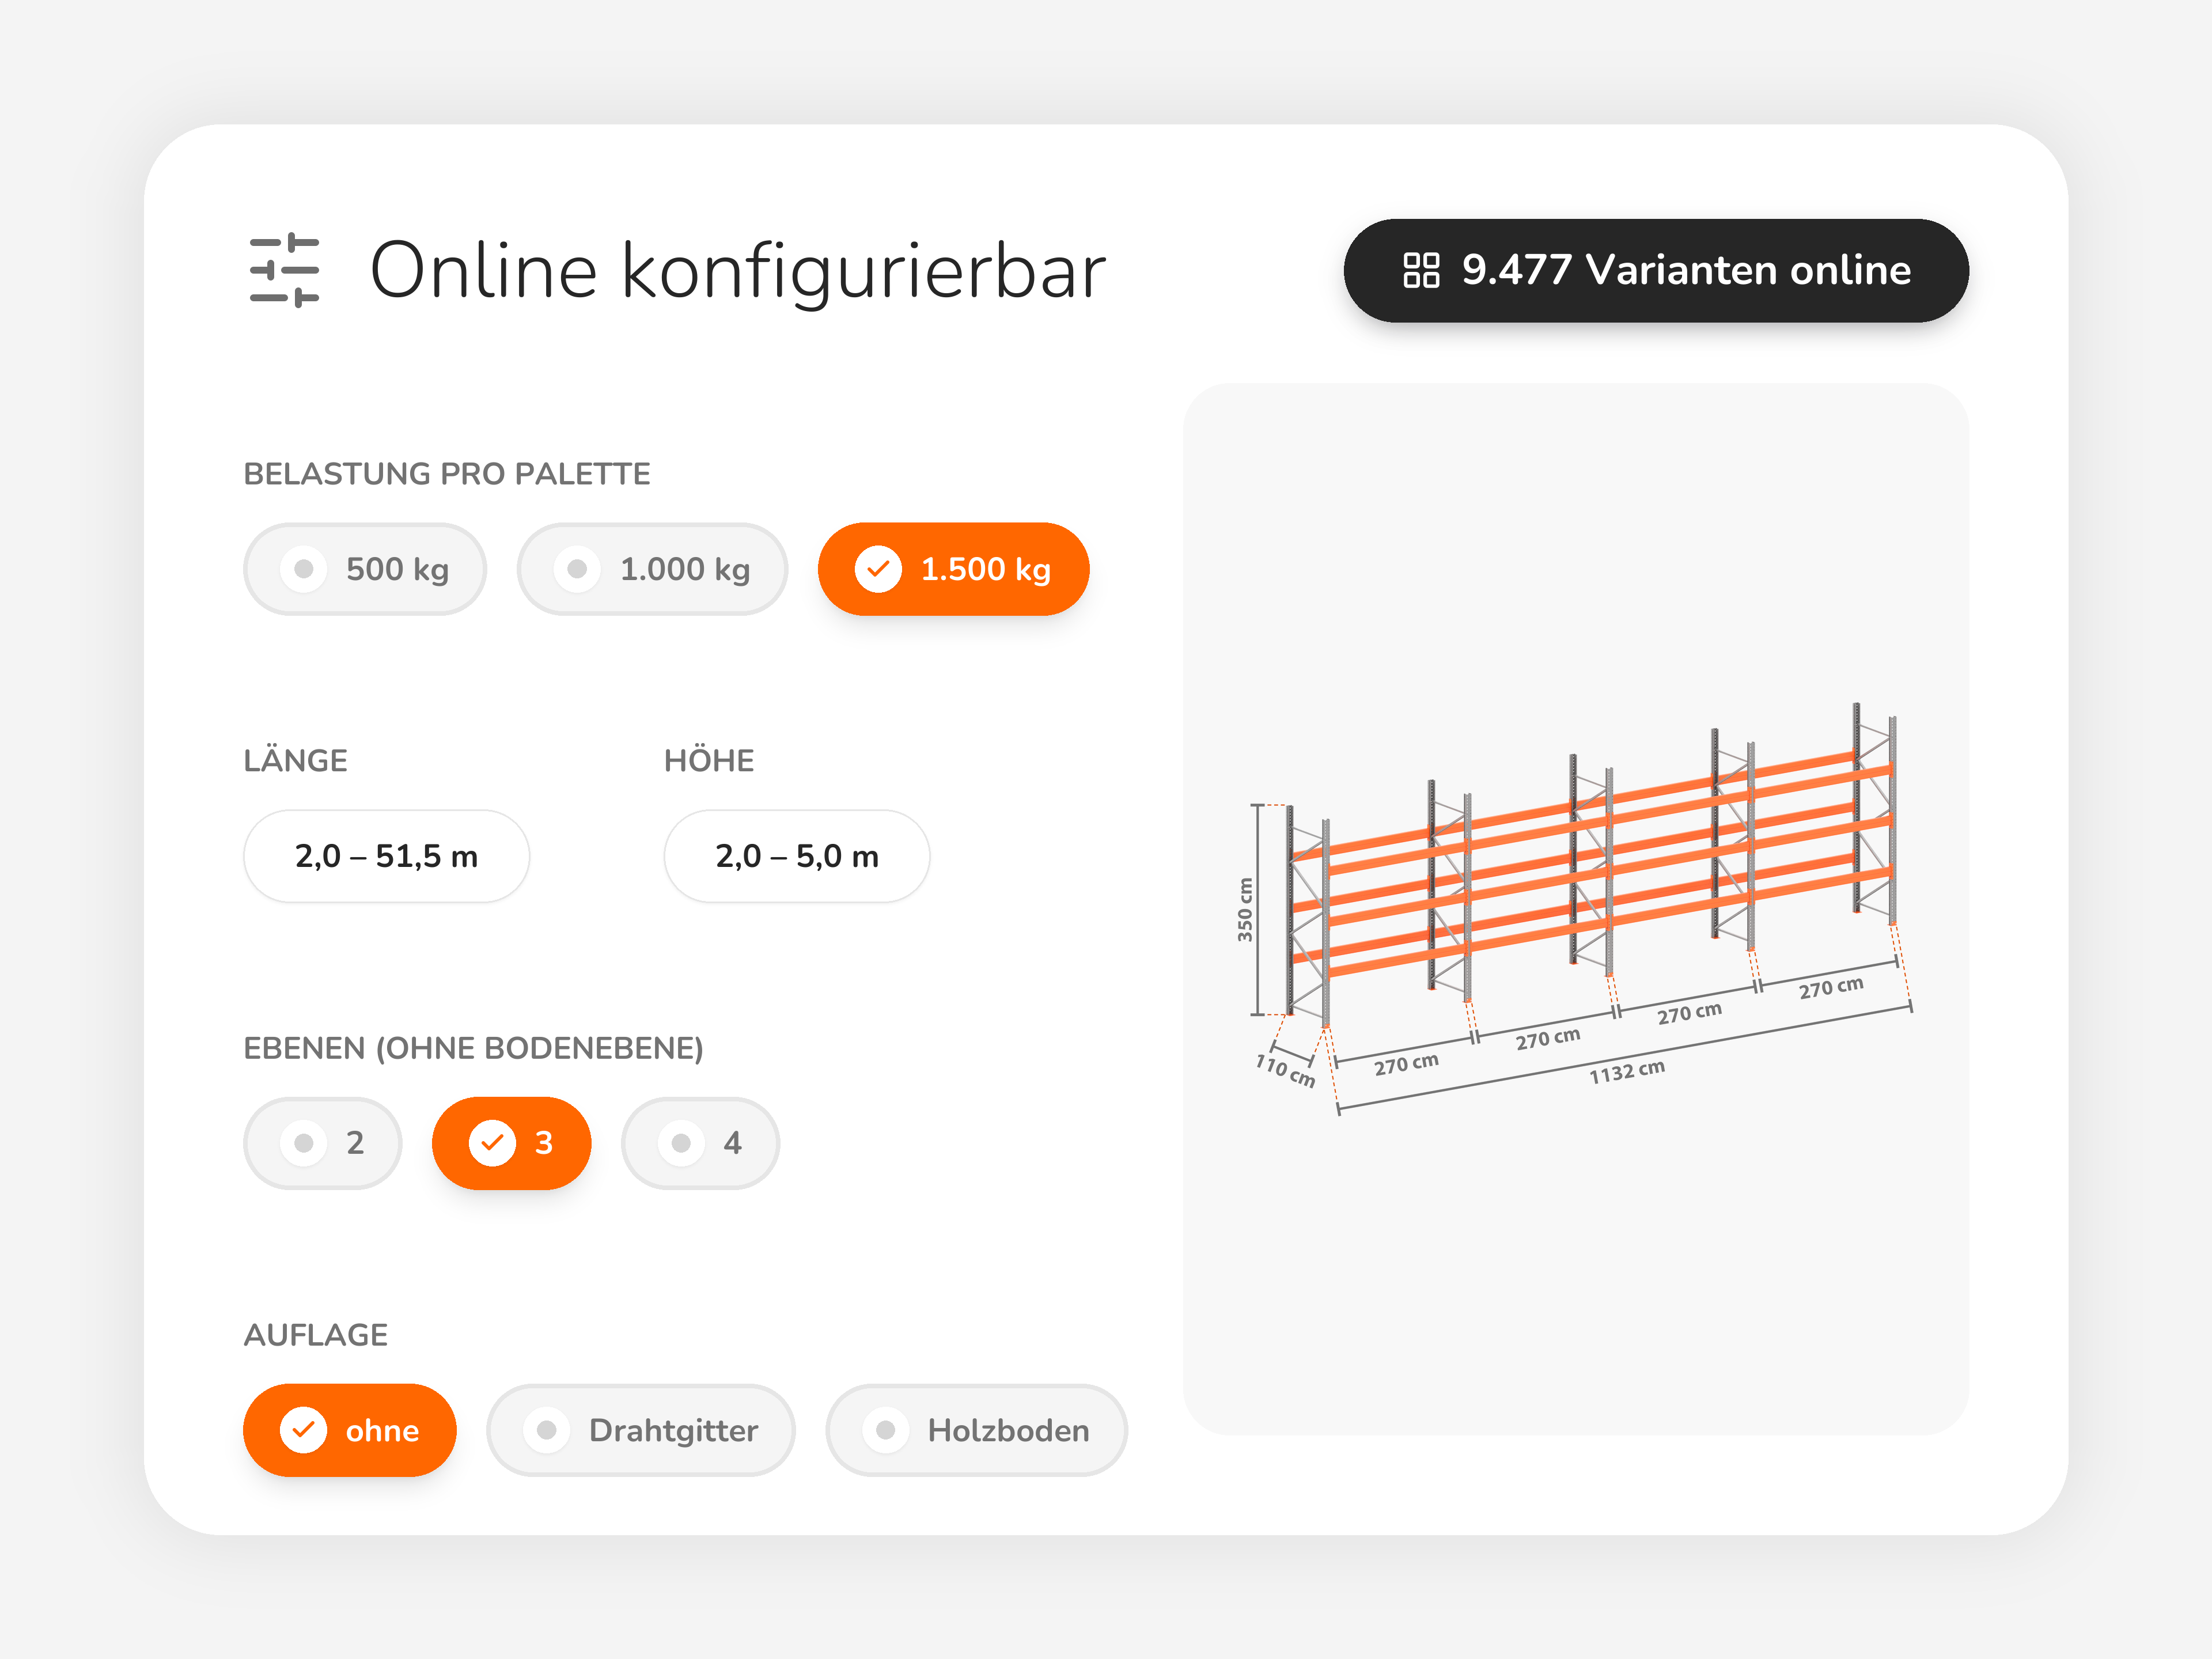 Online konfigurierbar
9.477 Varianten online
BELASTUNG PRO PALETTE
500 kg
1.000 kg
1.500 kg
LÄNGE
HÖHE
2,0 – 51,5 m
2,0 – 5,0 m
EBENEN (OHNE BODENEBENE)
2
3
4
AUFLAGE
ohne
Drahtgitter
Holzboden
350 cm
110 cm
270 cm
270 cm
270 cm
270 cm
1132 cm